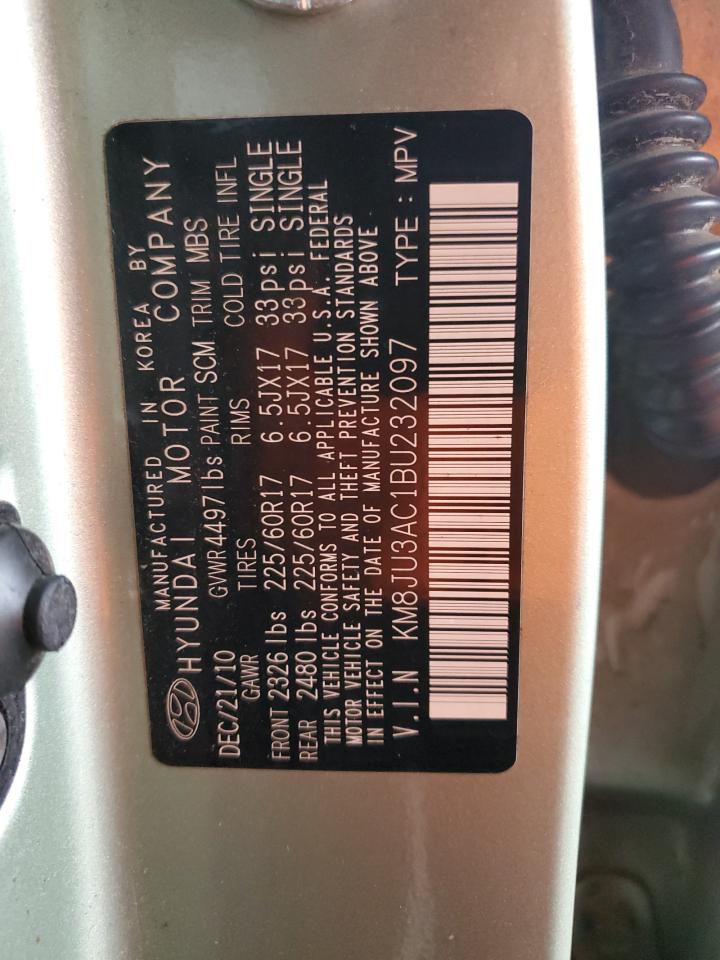 MANUFACTURED IN KOREA BY
HYUNDAI MOTOR COMPANY
DEC/21/10 GVWR 4497lbs PAINT SCM TRIM MBS
GAWR TIRES RIMS COLD TIRE INFL
FRONT 2326 lbs 225/60R17 6.5JX17 33psi SINGLE
REAR 2480 lbs 225/60R17 6.5JX17 33psi SINGLE
THIS VEHICLE CONFORMS TO ALL APPLICABLE U.S.A. FEDERAL
MOTOR VEHICLE SAFETY AND THEFT PREVENTION STANDARDS
IN EFFECT ON THE DATE OF MANUFACTURE SHOWN ABOVE
V.I.N KM8JU3AC1BU232097 TYPE : MPV